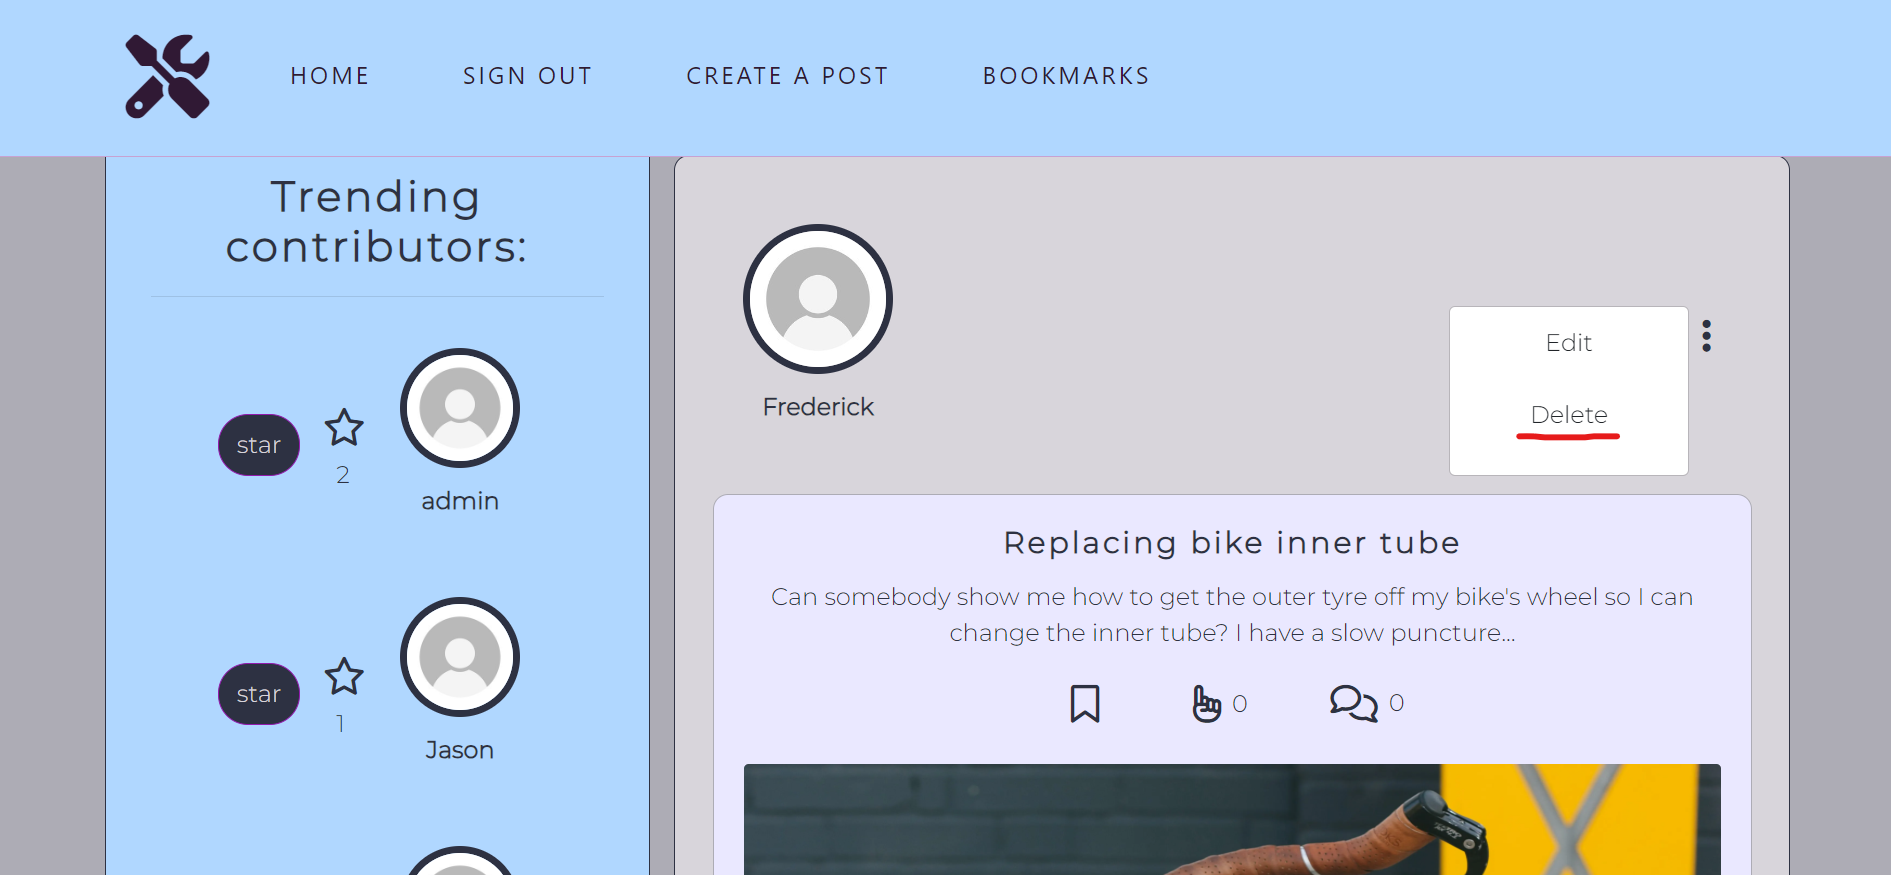 HOME
SIGN OUT
CREATE A POST
BOOKMARKS
Trending
contributors:
star
2
admin
star
1
Jason
Frederick
Edit
Delete
Replacing bike inner tube
Can somebody show me how to get the outer tyre off my bike's wheel so I can
change the inner tube? I have a slow puncture...
0
0